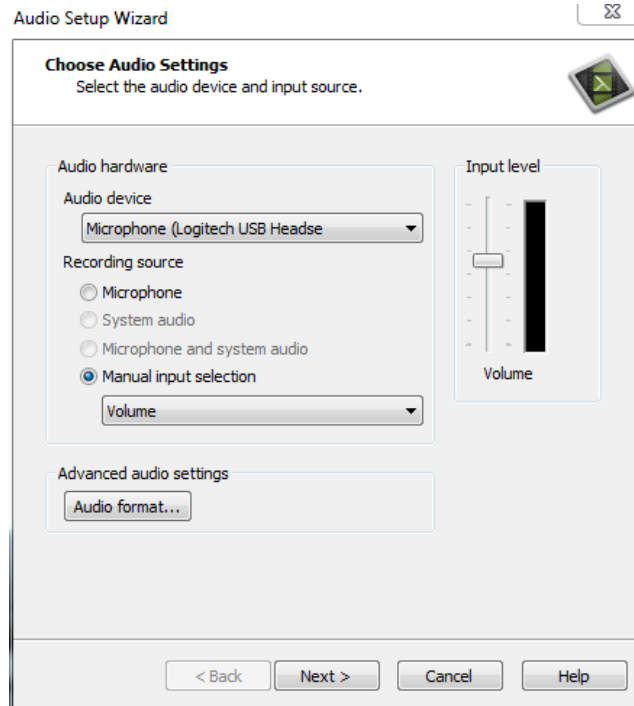 Audio Setup Wizard
Choose Audio Settings
Select the audio device and input source.
Audio hardware
Audio device
Microphone (Logitech USB Headse
Recording source
Microphone
System audio
Microphone and system audio
Manual input selection
Volume
Input level
Volume
Advanced audio settings
Audio format...
< Back
Next >
Cancel
Help